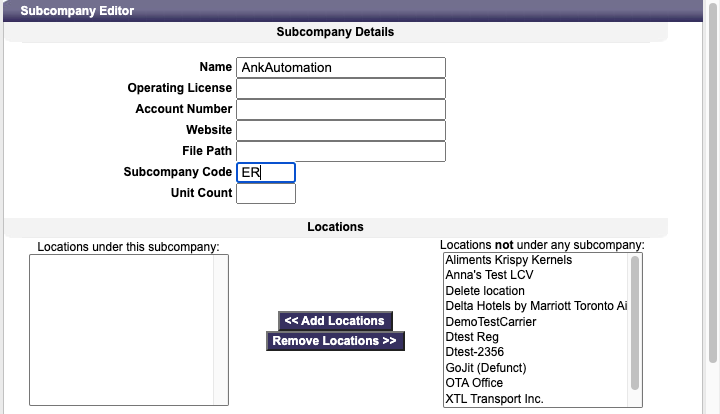 Subcompany Editor
Subcompany Details
Name AnkAutomation
Operating License
Account Number
Website
File Path
Subcompany Code ER
Unit Count
Locations
Locations under this subcompany:
Locations not under any subcompany:
Aliments Krispy Kernels
Anna's Test LCV
Delete location
Delta Hotels by Marriott Toronto Ai
DemoTestCarrier
Dtest Reg
Dtest-2356
GoJit (Defunct)
OTA Office
XTL Transport Inc.
<< Add Locations
Remove Locations >>